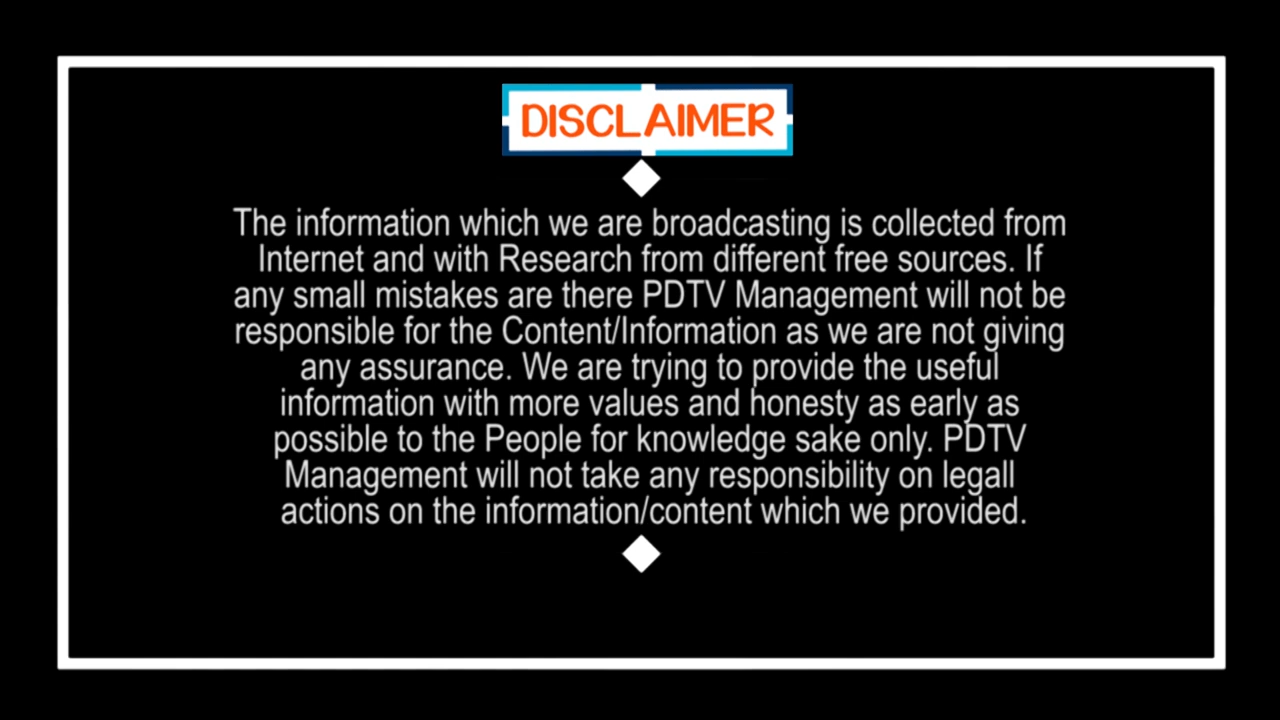 DISCLAIMER
The information which we are broadcasting is collected from
Internet and with Research from different free sources. If
any small mistakes are there PDTV Management will not be
responsible for the Content/Information as we are not giving
any assurance. We are trying to provide the useful
information with more values and honesty as early as
possible to the People for knowledge sake only. PDTV
Management will not take any responsibility on legall
actions on the information/content which we provided.